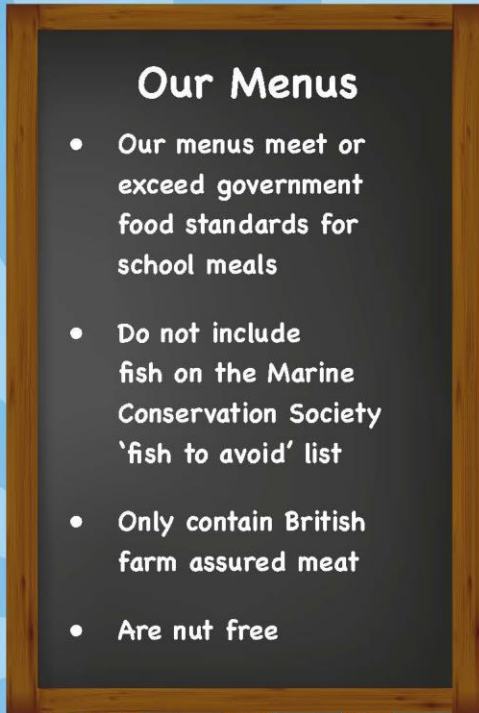 Our Menus
• Our menus meet or
exceed government
food standards for
school meals
• Do not include
fish on the Marine
Conservation Society
‘fish to avoid’ list
• Only contain British
farm assured meat
• Are nut free